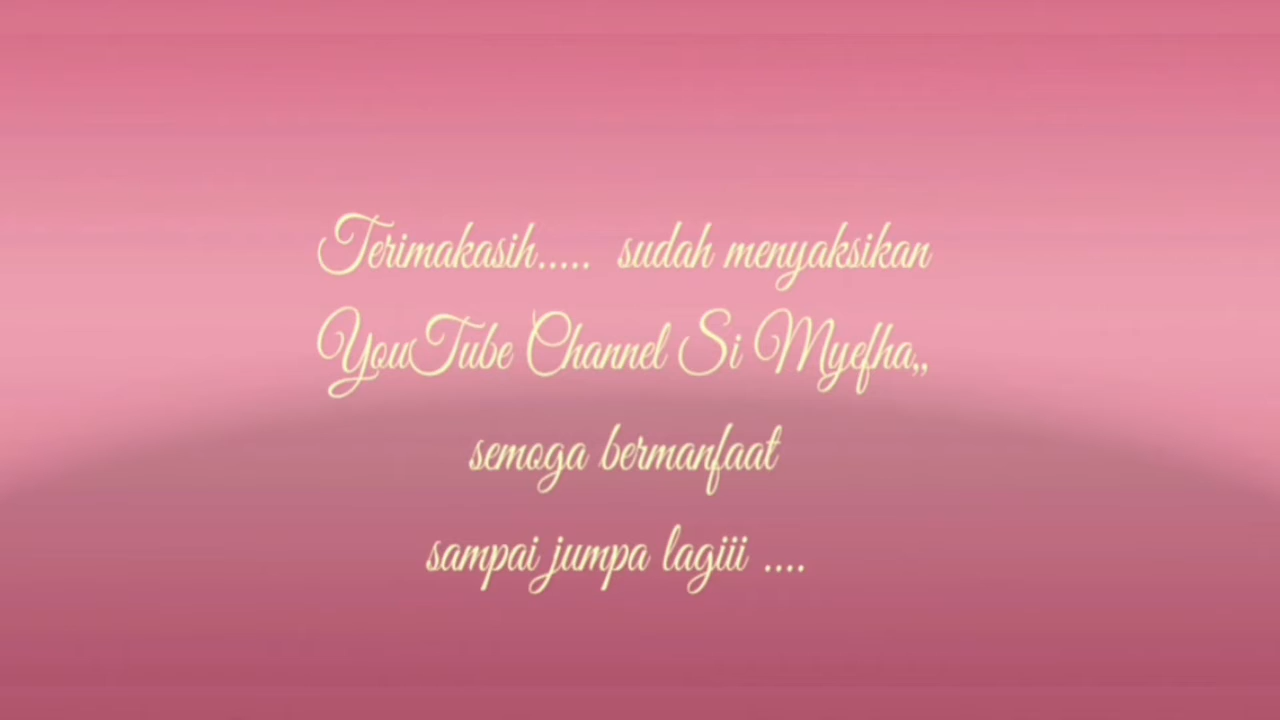 Terimakasih..... sudah menyaksikan
YouTube Channel Si Myefha,,
semoga bermanfaat
sampai jumpa lagiii ....